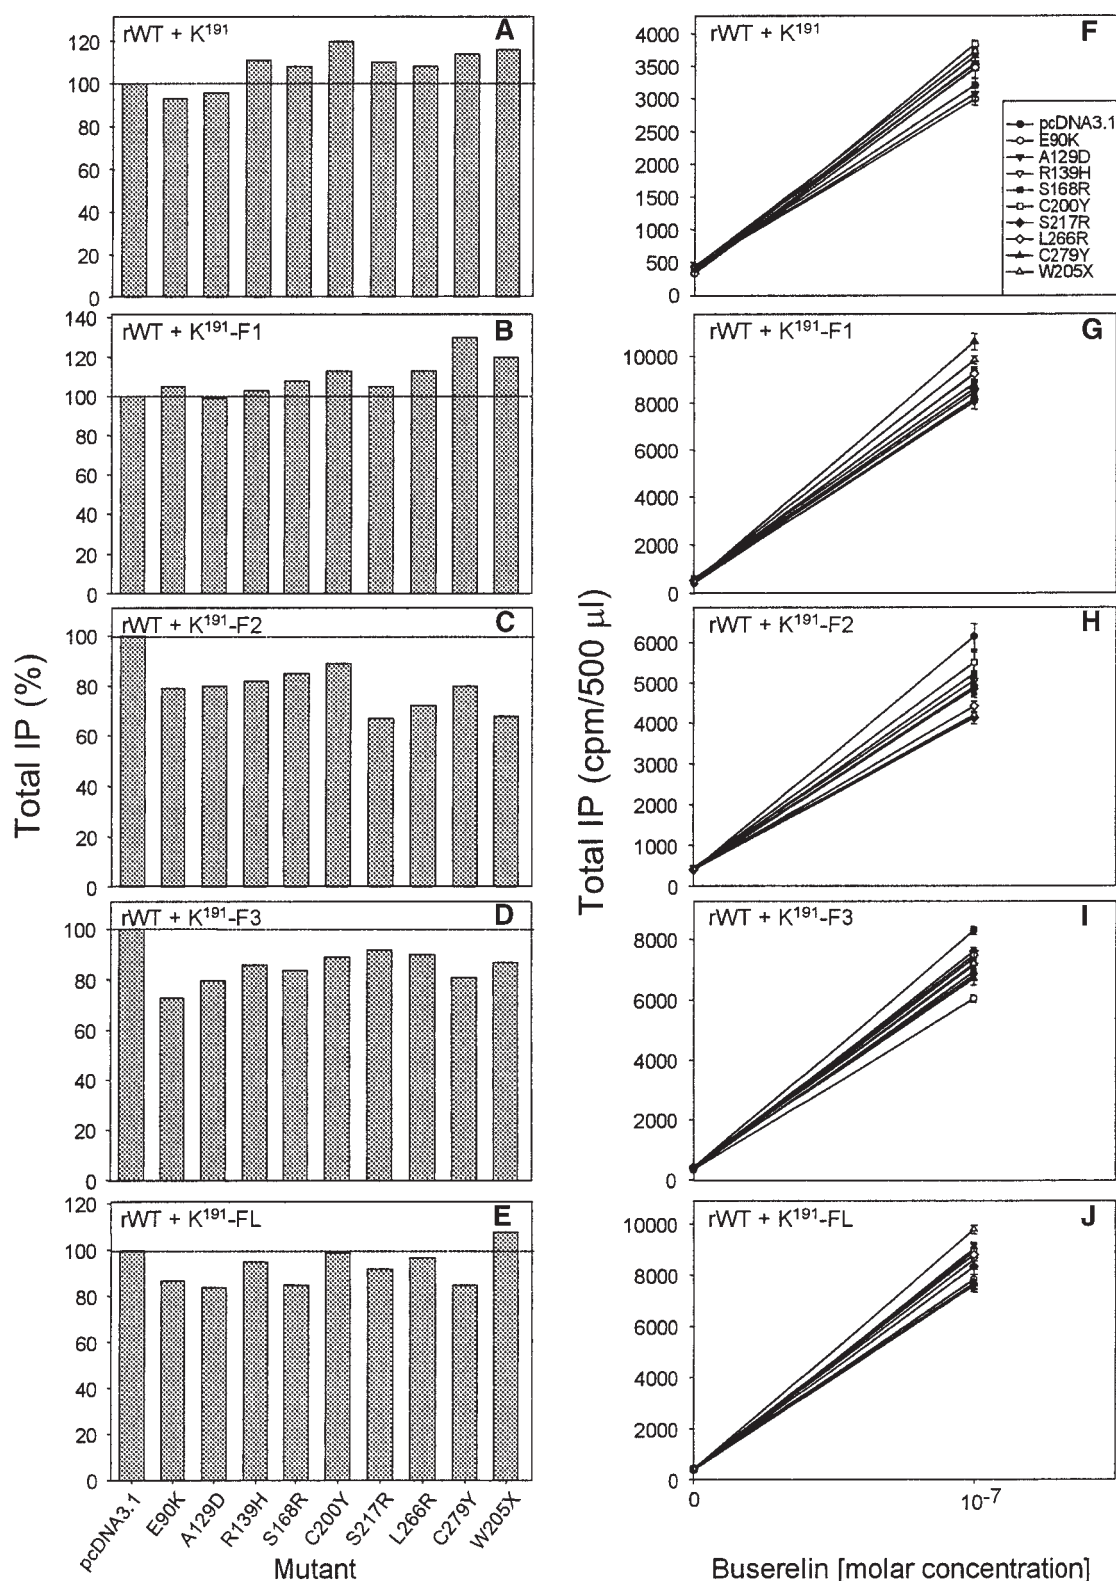 Total IP (%)
rWT + K¹⁹¹
A
120
100
80
60
40
20
0
rWT + K¹⁹¹-F1
B
140
120
100
80
60
40
20
0
rWT + K¹⁹¹-F2
C
100
80
60
40
20
0
rWT + K¹⁹¹-F3
D
100
80
60
40
20
0
rWT + K¹⁹¹-FL
E
120
100
80
60
40
20
0
pcDNA3.1
E90K
A129D
R139H
S168R
C200Y
S217R
L266R
C279Y
W205X
Mutant
Total IP (cpm/500 µl)
rWT + K¹⁹¹
F
4000
3500
3000
2500
2000
1500
1000
500
0
pcDNA3.1
E90K
A129D
R139H
S168R
C200Y
S217R
L266R
C279Y
W205X
rWT + K¹⁹¹-F1
G
10000
8000
6000
4000
2000
0
rWT + K¹⁹¹-F2
H
6000
5000
4000
3000
2000
1000
0
rWT + K¹⁹¹-F3
I
8000
6000
4000
2000
0
rWT + K¹⁹¹-FL
J
10000
8000
6000
4000
2000
0
0
10⁻⁷
Buserelin [molar concentration]